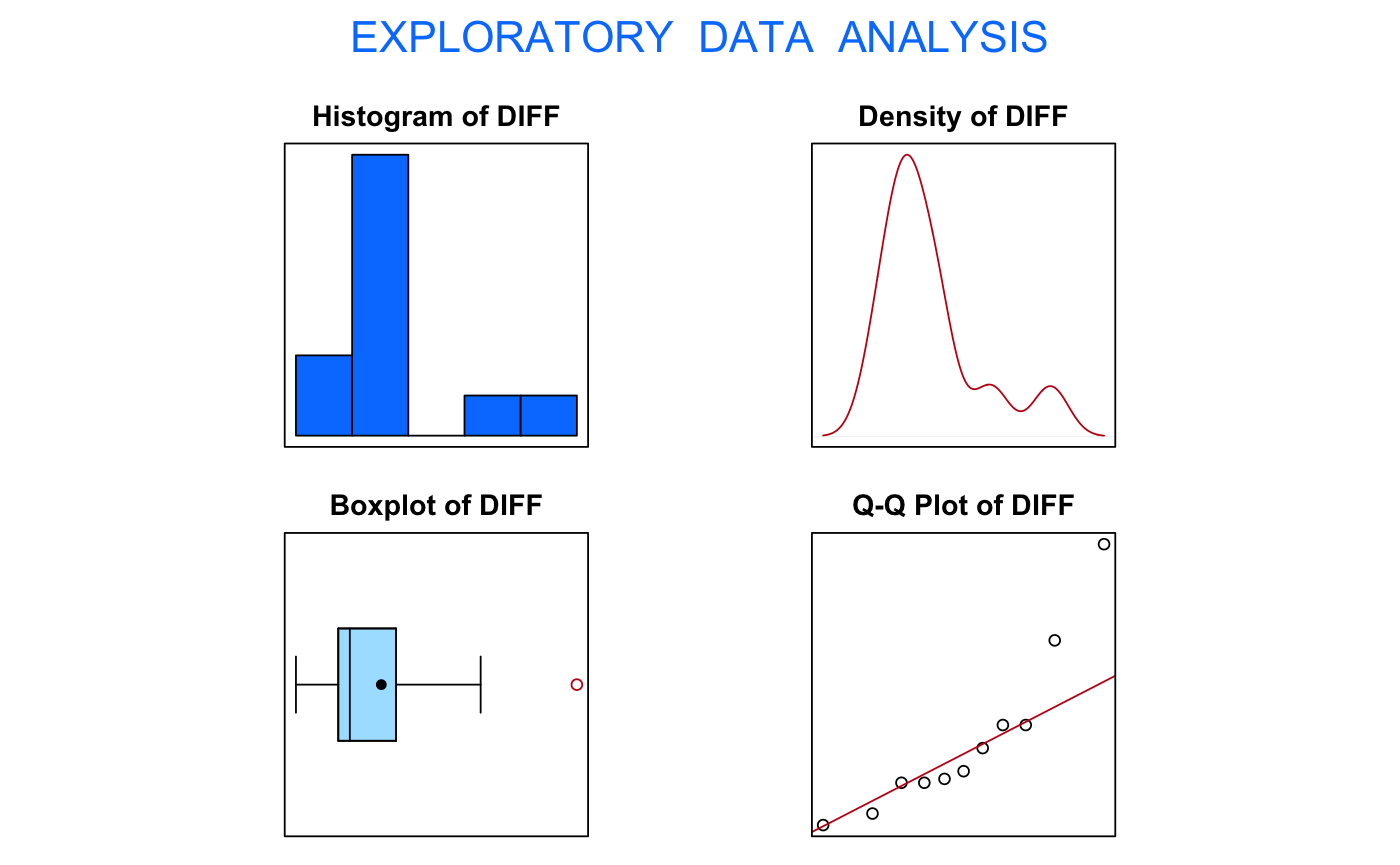 EXPLORATORY DATA ANALYSIS
Histogram of DIFF
Density of DIFF
Boxplot of DIFF
Q-Q Plot of DIFF